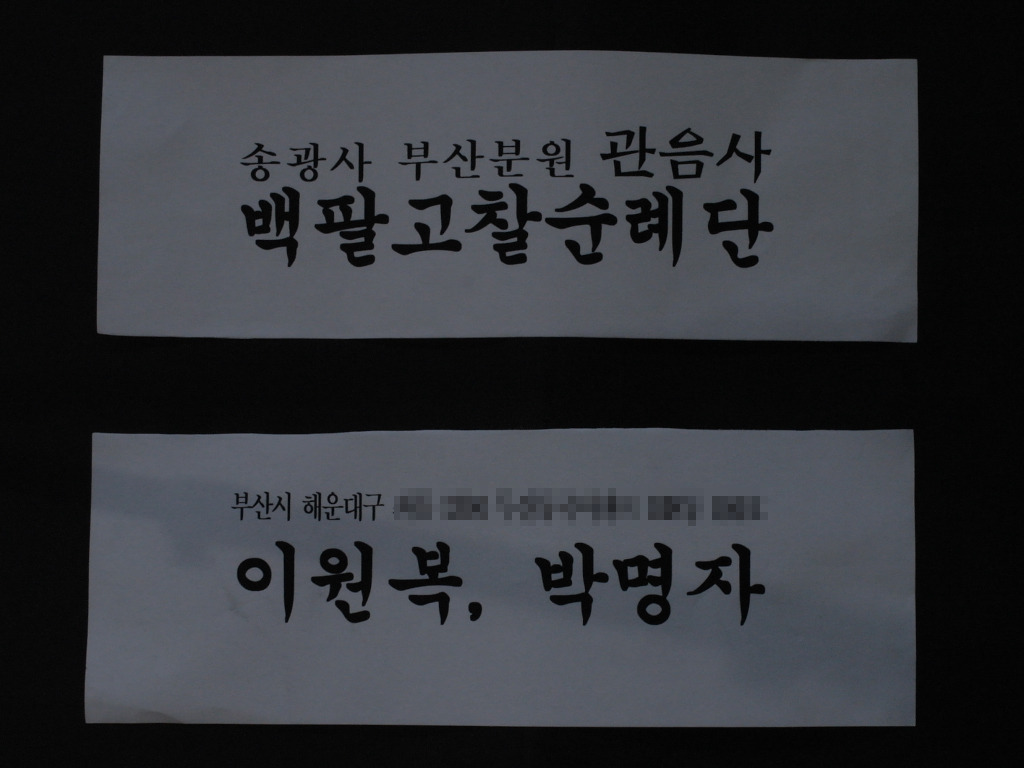 송광사 부산분원 관음사
백팔고찰순례단
부산시 해운대구
이원복, 박명자